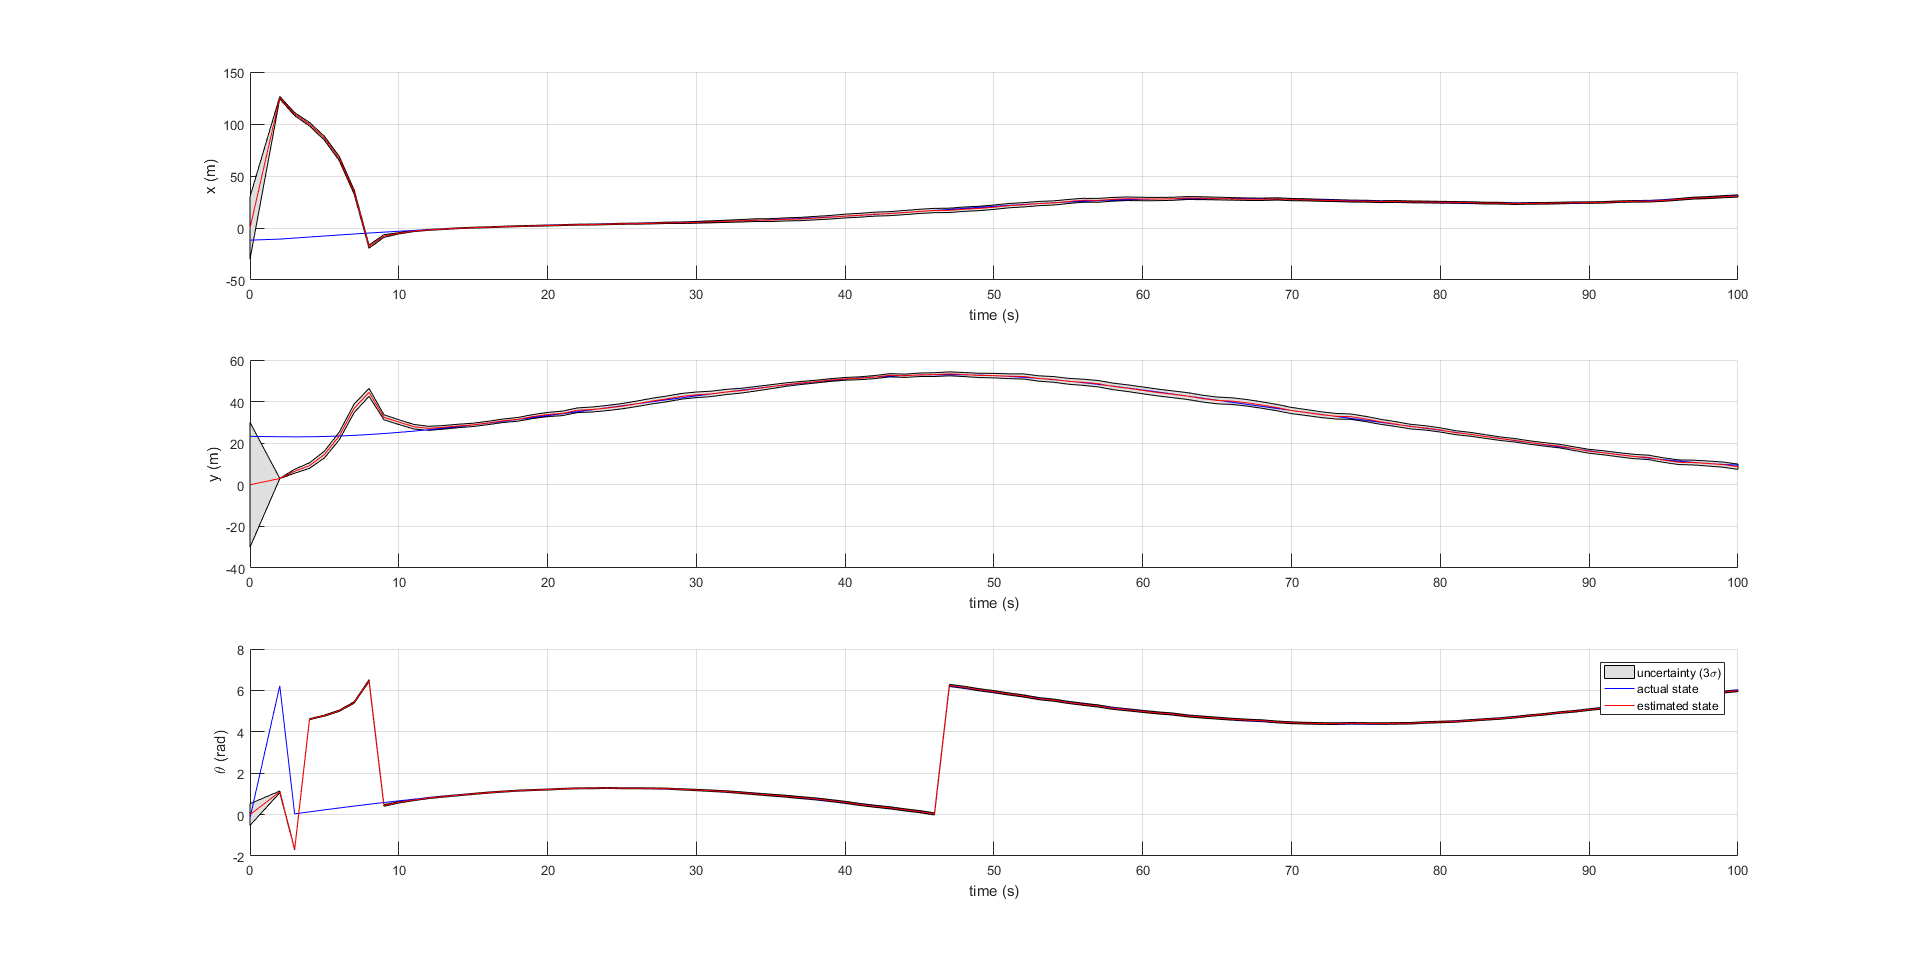 150
100
50
0
-50
x (m)
0 10 20 30 40 50 60 70 80 90 100
time (s)
60
40
20
0
-20
-40
y (m)
0 10 20 30 40 50 60 70 80 90 100
time (s)
8
6
4
2
0
-2
θ (rad)
uncertainty (3σ)
actual state
estimated state
0 10 20 30 40 50 60 70 80 90 100
time (s)